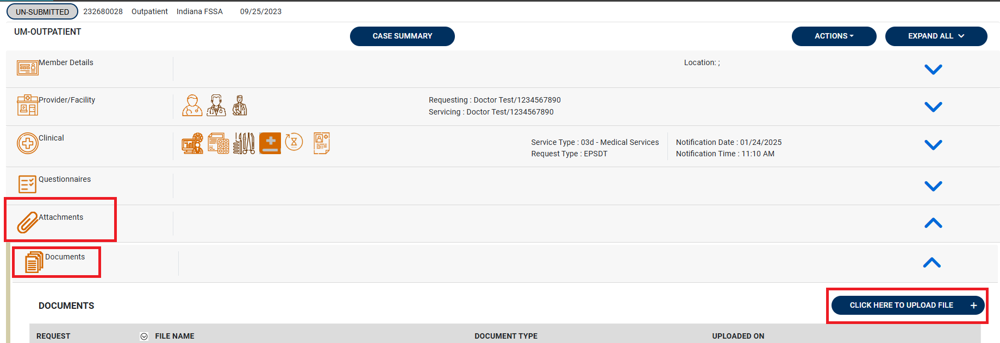 UN-SUBMITTED 232680028 Outpatient Indiana FSSA 09/25/2023
UM-OUTPATIENT CASE SUMMARY ACTIONS EXPAND ALL
Member Details Location: ;
Provider/Facility Requesting : Doctor Test/1234567890
Servicing : Doctor Test/1234567890
Clinical Service Type : 03d - Medical Services Notification Date : 01/24/2025
Request Type : EPSDT Notification Time : 11:10 AM
Questionnaires
Attachments
Documents
DOCUMENTS CLICK HERE TO UPLOAD FILE +
REQUEST FILE NAME DOCUMENT TYPE UPLOADED ON